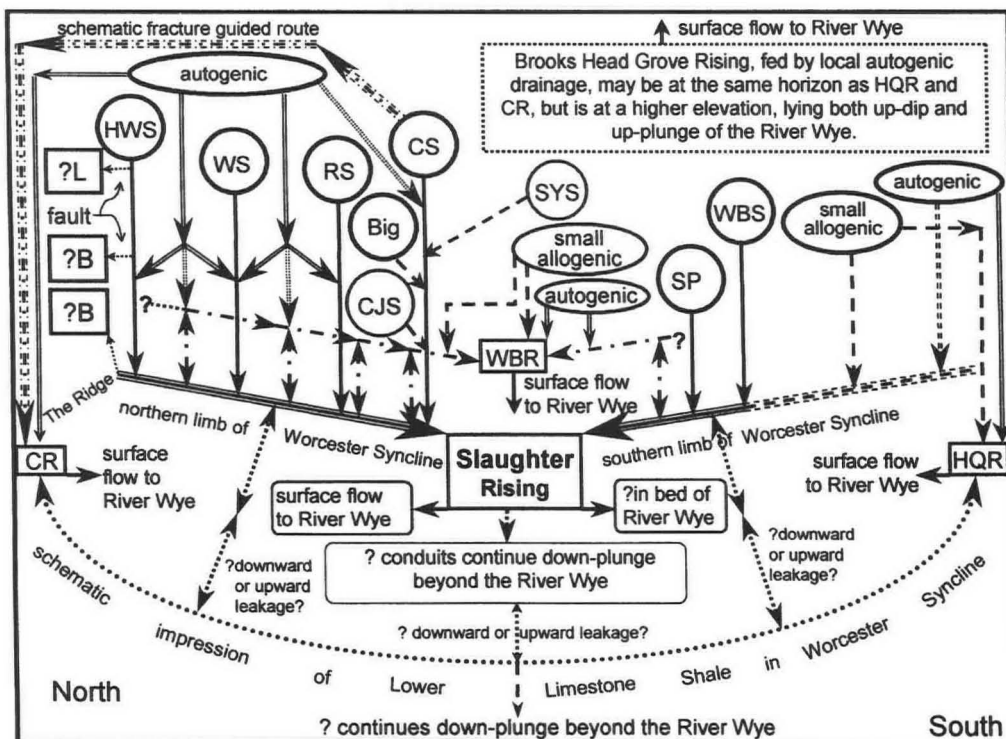 schematic fracture guided route
surface flow to River Wye
Brooks Head Grove Rising, fed by local autogenic
drainage, may be at the same horizon as HQR and
CR, but is at a higher elevation, lying both up-dip and
up-plunge of the River Wye.
autogenic
HWS
WS
RS
CS
?L
fault
?B
?B
Big
CJS
SYS
small
allogenic
autogenic
SP
WBS
small
allogenic
autogenic
?
?
WBR
surface flow
to River Wye
The Ridge
northern limb of Worcester Syncline
southern limb of Worcester Syncline
CR
surface
flow to
River Wye
Slaughter
Rising
surface flow
to River Wye
?in bed of
River Wye
surface flow
to River Wye
HQR
?downward
or upward
leakage?
? conduits continue down-plunge
beyond the River Wye
?downward
or upward
leakage?
? downward or upward leakage?
schematic impression of Lower Limestone Shale in Worcester Syncline
North
South
? continues down-plunge beyond the River Wye